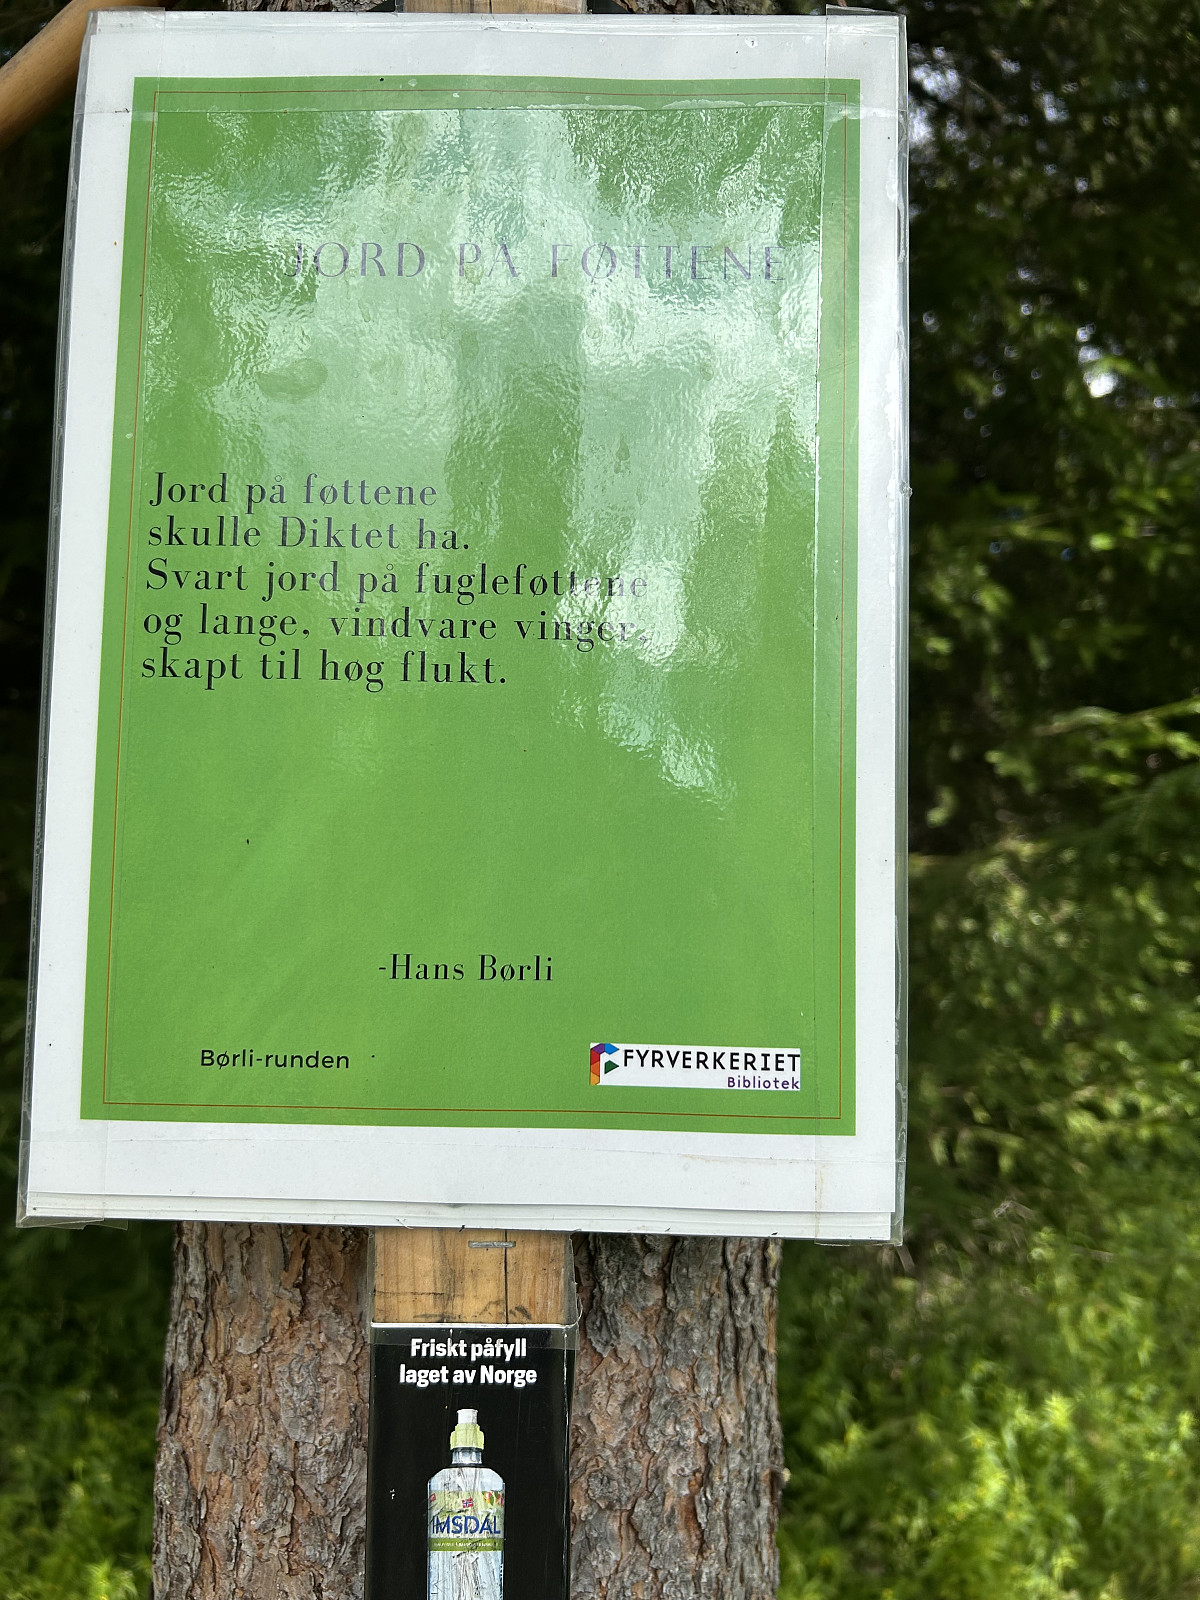 JORD PÅ FØTTENE
Jord på føttene
skulle Diktet ha.
Svart jord på fugleføttene
og lange, vindvare vinger,
skapt til høg flukt.
-Hans Børli
Børli-runden
FYRVERKERIET
Bibliotek
Friskt påfyll
laget av Norge
IMSDAL